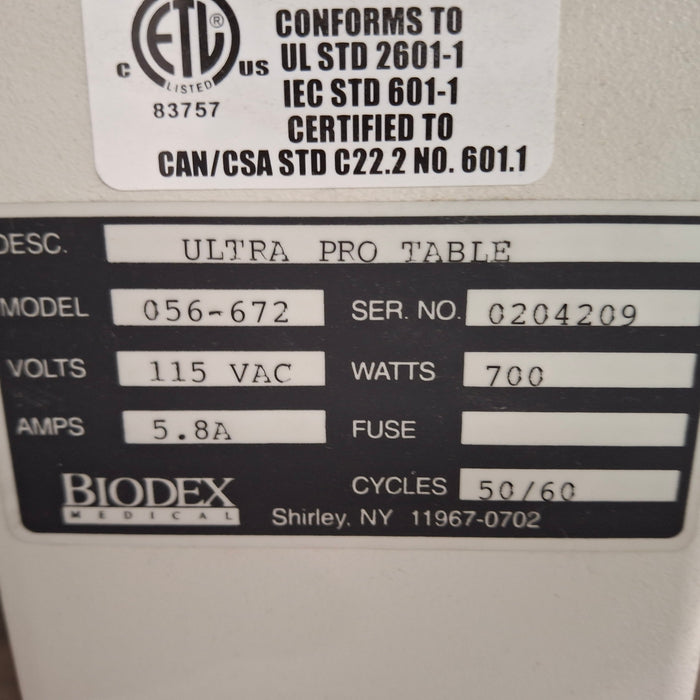 CONFORMS TO
ETL ®
C US UL STD 2601-1
LISTED IEC STD 601-1
83757 CERTIFIED TO
CAN/CSA STD C22.2 NO. 601.1
DESC. ULTRA PRO TABLE
MODEL 056-672 SER. NO. 0204209
VOLTS 115 VAC WATTS 700
AMPS 5.8A FUSE
CYCLES 50/60
BIODEX
MEDICAL Shirley, NY 11967-0702